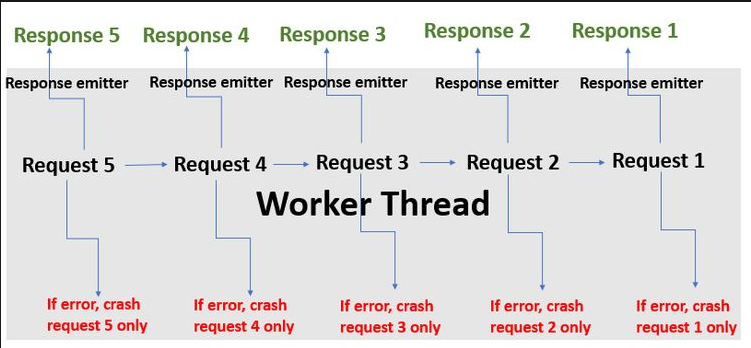 Response 5 Response 4 Response 3 Response 2 Response 1
Response emitter Response emitter Response emitter Response emitter Response emitter
Request 5 Request 4 Request 3 Request 2 Request 1
Worker Thread
If error, crash
request 5 only
If error, crash
request 4 only
If error, crash
request 3 only
If error, crash
request 2 only
If error, crash
request 1 only